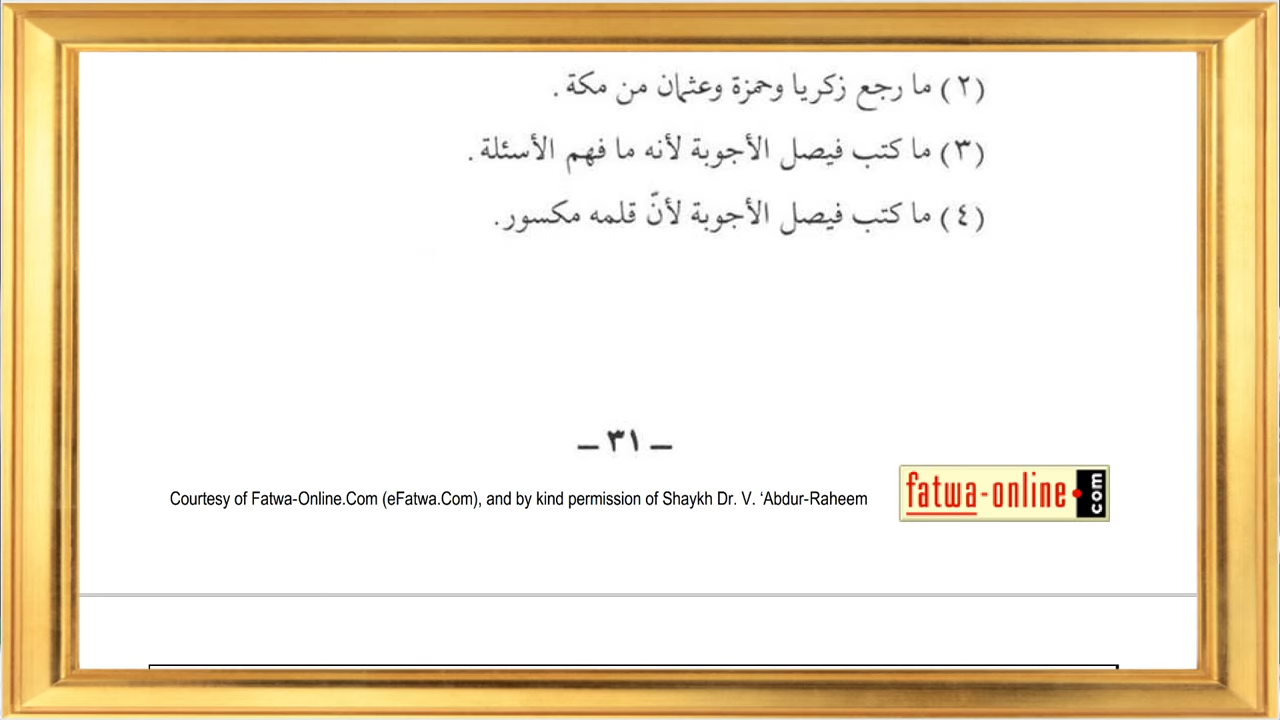 (٢) ما رجع زكريا وحمزة وعثمان من مكة .
(٣) ما كتب فيصل الأجوبة لأنه ما فهم الأسئلة .
(٤) ما كتب فيصل الأجوبة لأنّ قلمه مكسور .
– ٣١ –
Courtesy of Fatwa-Online.Com (eFatwa.Com), and by kind permission of Shaykh Dr. V. ‘Abdur-Raheem
fatwa-online.com